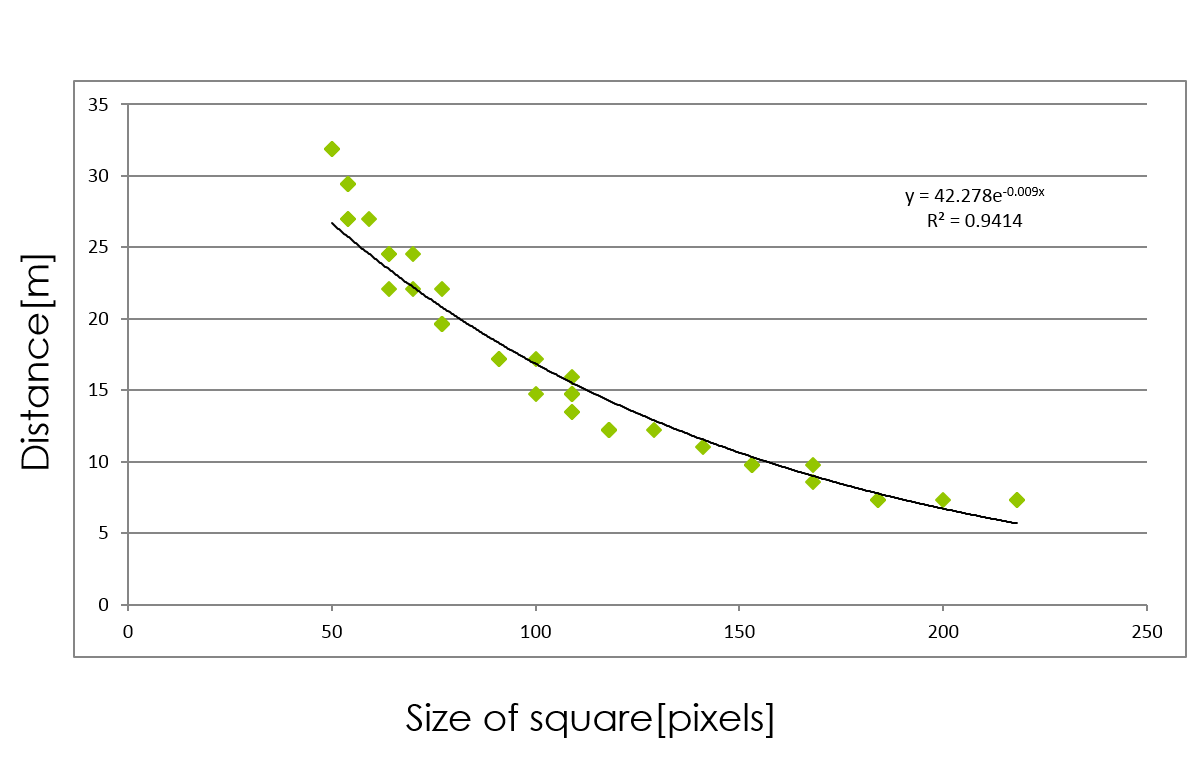 35
30
25
20
15
10
5
0
0 50 100 150 200 250
y = 42.278e^-0.009x
R² = 0.9414
Distance[m]
Size of square[pixels]